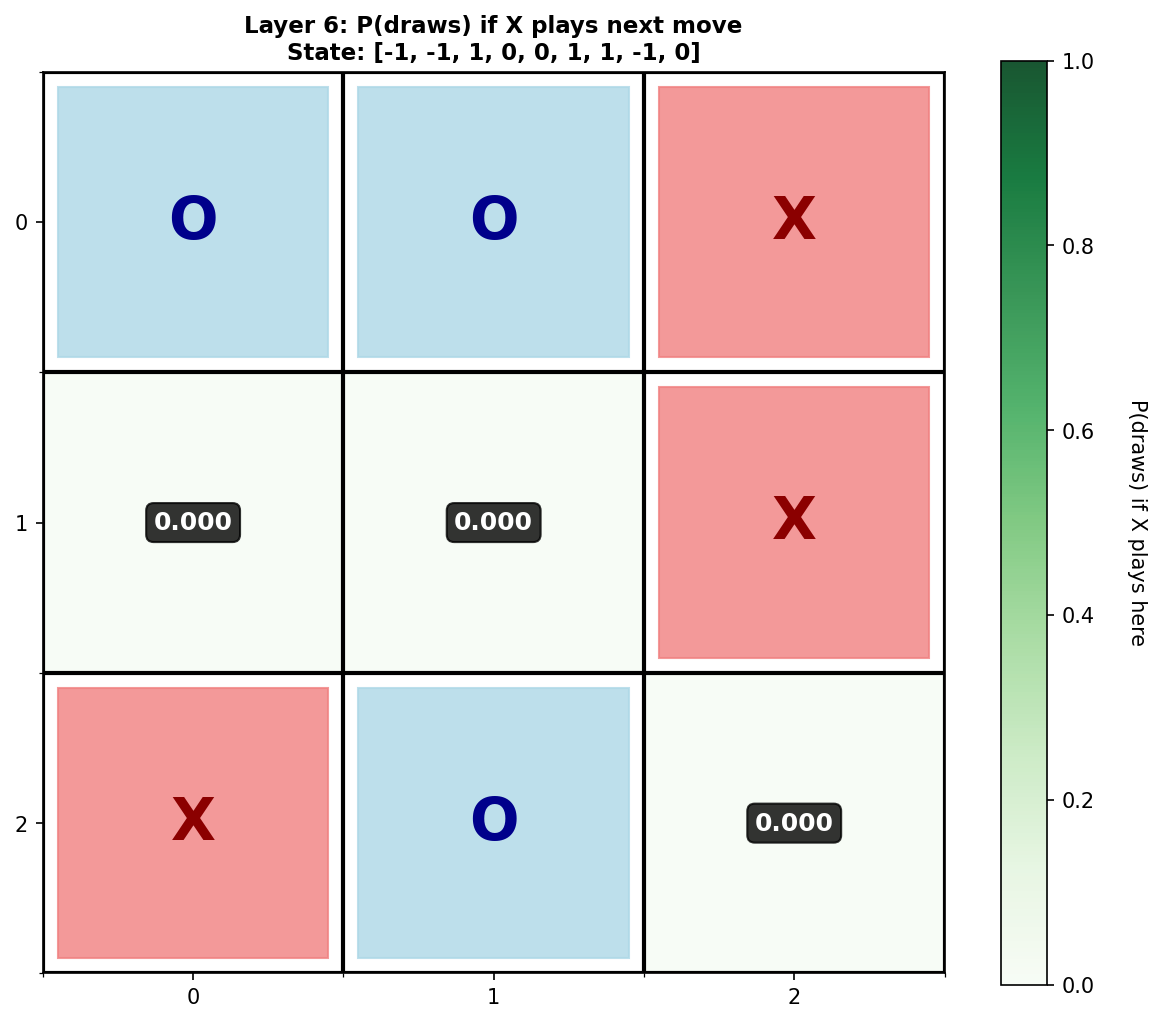 Layer 6: P(draws) if X plays next move
State: [-1, -1, 1, 0, 0, 1, 1, -1, 0]
0
O
O
X
1
0.000
0.000
X
2
X
O
0.000
0
1
2
1.0
0.8
0.6
0.4
0.2
0.0
P(draws) if X plays here